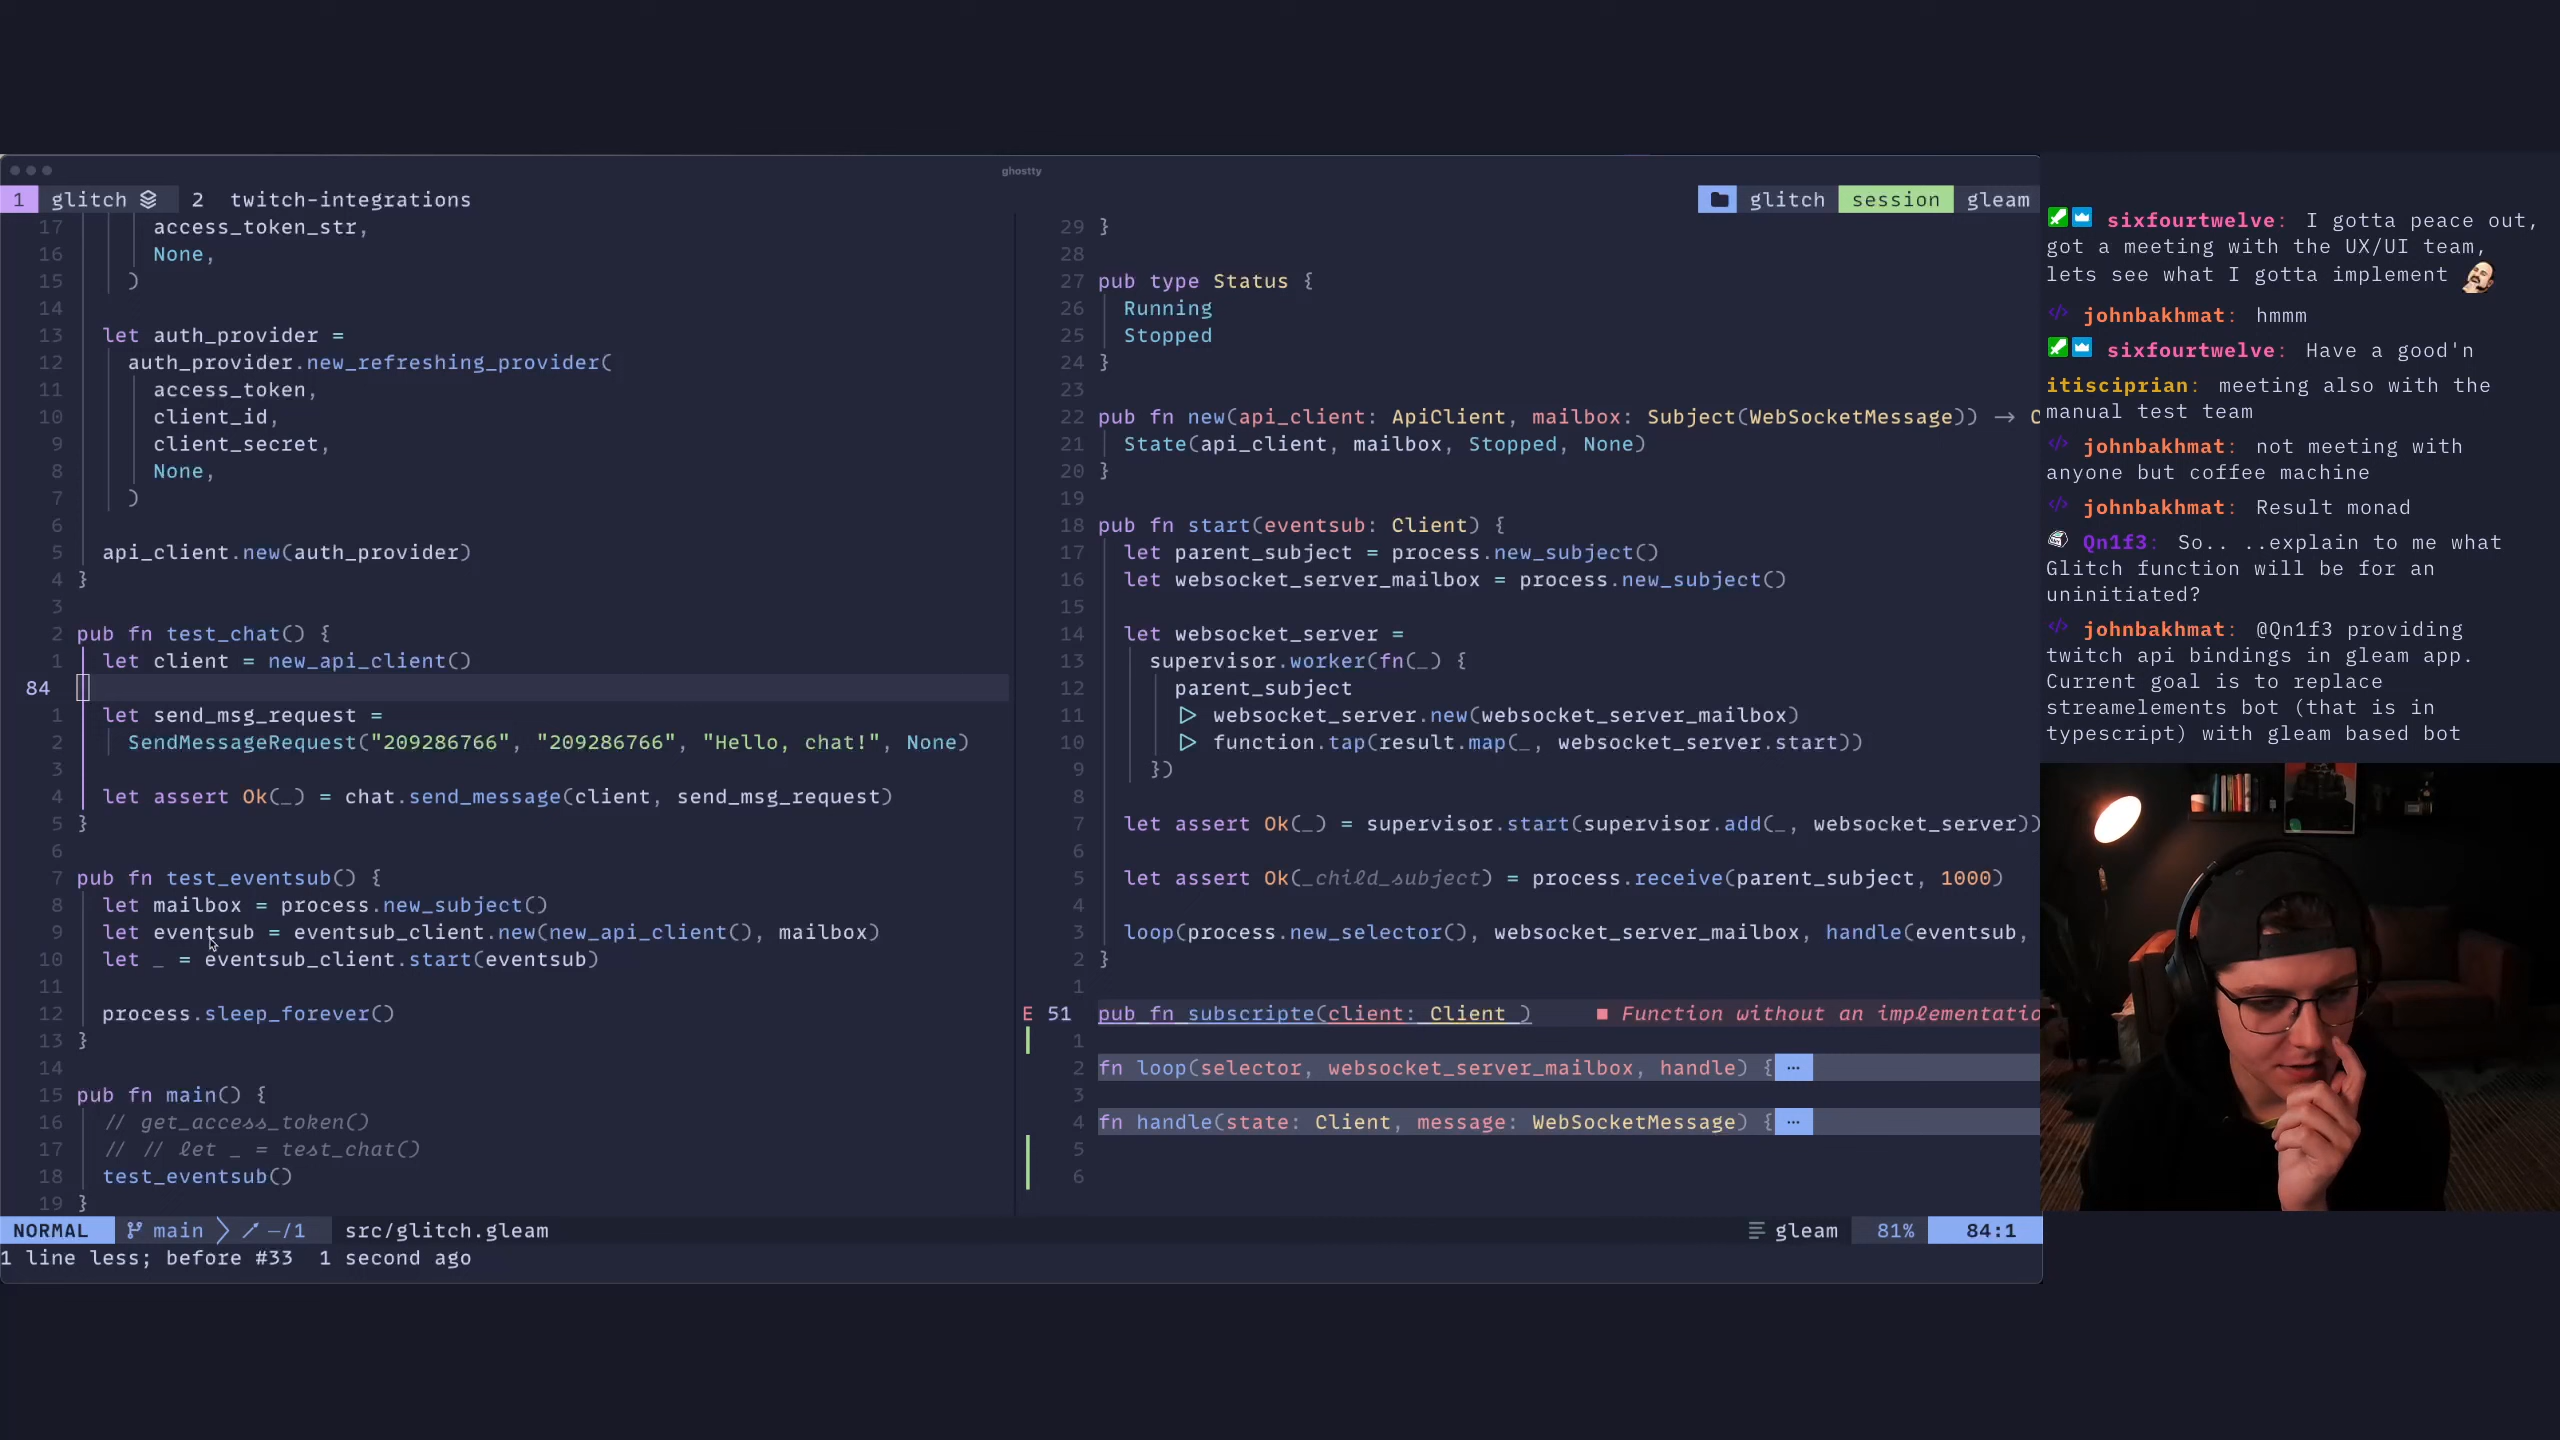 ghostty
1 glitch 2 twitch-integrations
glitch session gleam
17 access_token_str,
16 None,
15 )
14
13 let auth_provider =
12 auth_provider.new_refreshing_provider(
11 access_token,
10 client_id,
9 client_secret,
8 None,
7 )
6
5 api_client.new(auth_provider)
4 }
3
2 pub fn test_chat() {
1 let client = new_api_client()
84
1 let send_msg_request =
2 SendMessageRequest("209286766", "209286766", "Hello, chat!", None)
3
4 let assert Ok(_) = chat.send_message(client, send_msg_request)
5 }
6
7 pub fn test_eventsub() {
8 let mailbox = process.new_subject()
9 let eventsub = eventsub_client.new(new_api_client(), mailbox)
10 let _ = eventsub_client.start(eventsub)
11
12 process.sleep_forever()
13 }
14
15 pub fn main() {
16 // get_access_token()
17 // // let _ = test_chat()
18 test_eventsub()
19 }
29 }
28
27 pub type Status {
26 Running
25 Stopped
24 }
23
22 pub fn new(api_client: ApiClient, mailbox: Subject(WebSocketMessage)) → C
21 State(api_client, mailbox, Stopped, None)
20 }
19
18 pub fn start(eventsub: Client) {
17 let parent_subject = process.new_subject()
16 let websocket_server_mailbox = process.new_subject()
15
14 let websocket_server =
13 supervisor.worker(fn(_) {
12 parent_subject
11 ▷ websocket_server.new(websocket_server_mailbox)
10 ▷ function.tap(result.map(_, websocket_server.start))
9 })
8
7 let assert Ok(_) = supervisor.start(supervisor.add(_, websocket_server))
6
5 let assert Ok(_child_subject) = process.receive(parent_subject, 1000)
4
3 loop(process.new_selector(), websocket_server_mailbox, handle(eventsub,
2 }
1
E 51 pub fn subscripte(client: Client ) ■ Function without an implementatio
1
2 fn loop(selector, websocket_server_mailbox, handle) { ⋯
3
4 fn handle(state: Client, message: WebSocketMessage) { ⋯
5
6
NORMAL main ~/1 src/glitch.gleam gleam 81% 84:1
1 line less; before #33 1 second ago
sixfourtwelve: I gotta peace out,
got a meeting with the UX/UI team,
lets see what I gotta implement
johnbakhmat: hmmm
sixfourtwelve: Have a good'n
itisciprian: meeting also with the
manual test team
johnbakhmat: not meeting with
anyone but coffee machine
johnbakhmat: Result monad
Qn1f3: So.. ..explain to me what
Glitch function will be for an
uninitiated?
johnbakhmat: @Qn1f3 providing
twitch api bindings in gleam app.
Current goal is to replace
streamelements bot (that is in
typescript) with gleam based bot